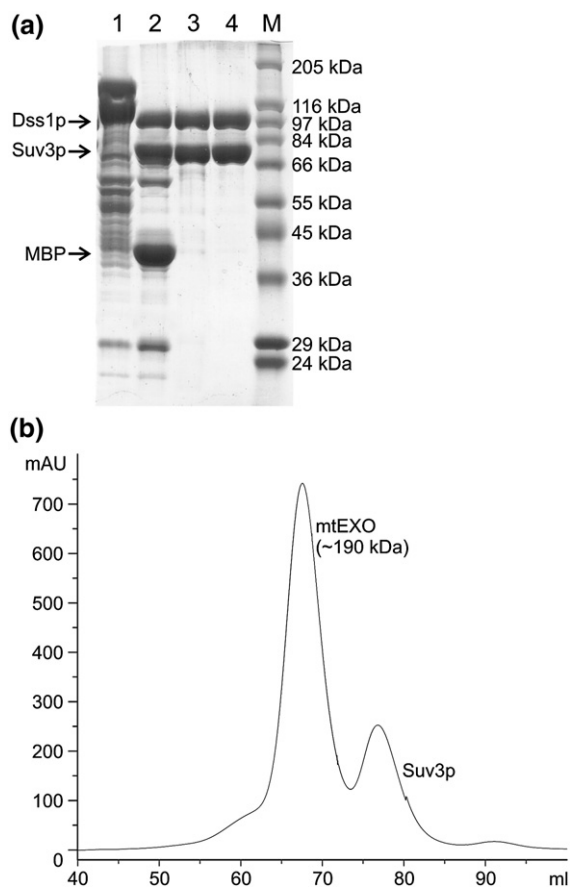 (a)
1 2 3 4 M
205 kDa
116 kDa
Dss1p→
97 kDa
84 kDa
Suv3p→
66 kDa
55 kDa
45 kDa
MBP→
36 kDa
29 kDa
24 kDa
(b)
mAU
700
mtEXO
600
(~190 kDa)
500
400
300
200
Suv3p
100
0
40 50 60 70 80 90 ml